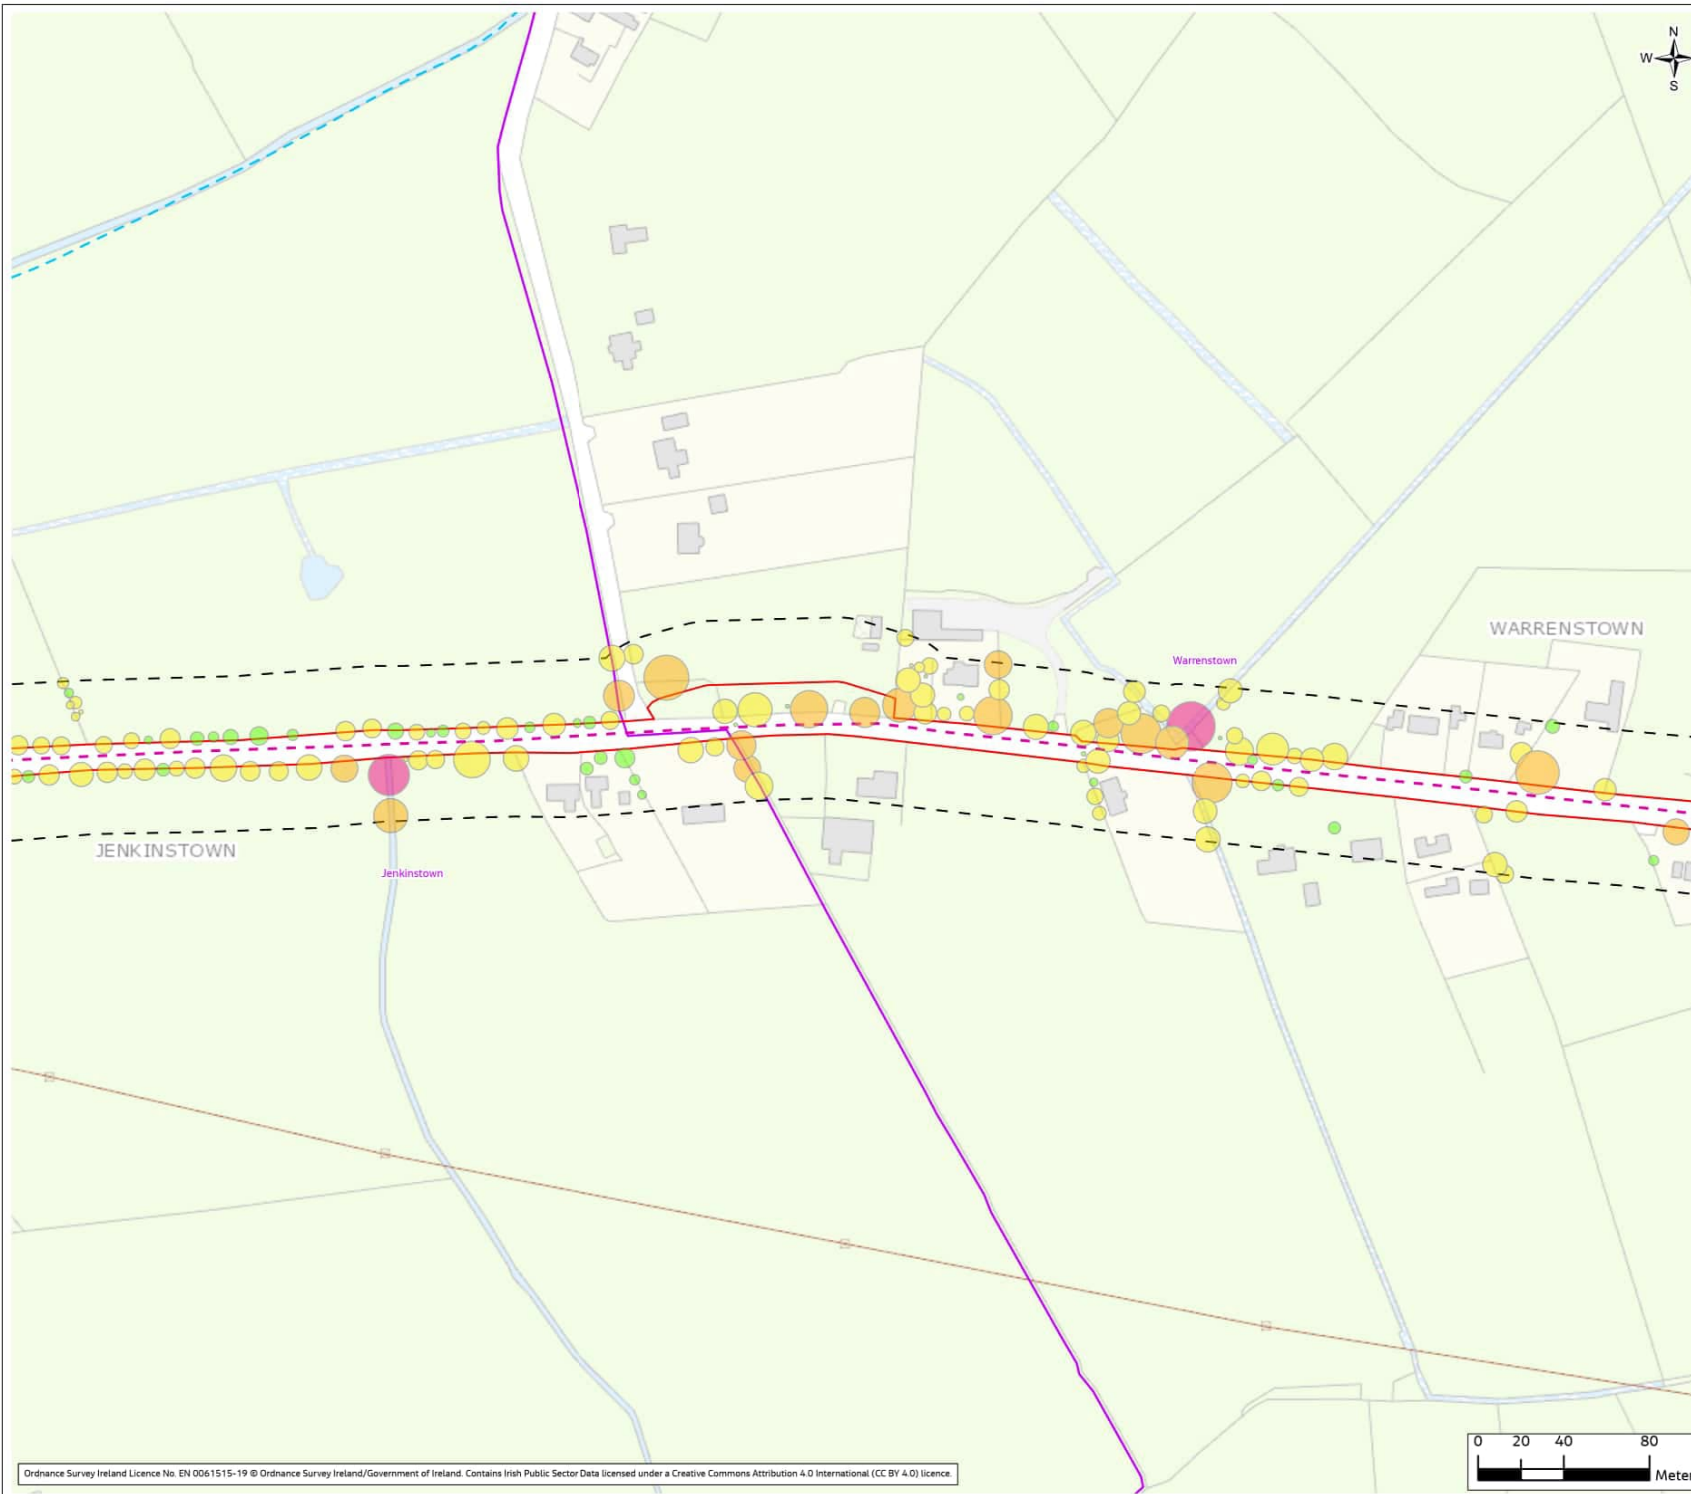 N
W
S
WARRENSTOWN
Warrenstown
JENKINSTOWN
Jenkinstown
0 20 40 80
Meter
Ordnance Survey Ireland Licence No. EN 0061515-19 © Ordnance Survey Ireland/Government of Ireland. Contains Irish Public Sector Data licensed under a Creative Commons Attribution 4.0 International (CC BY 4.0) licence.